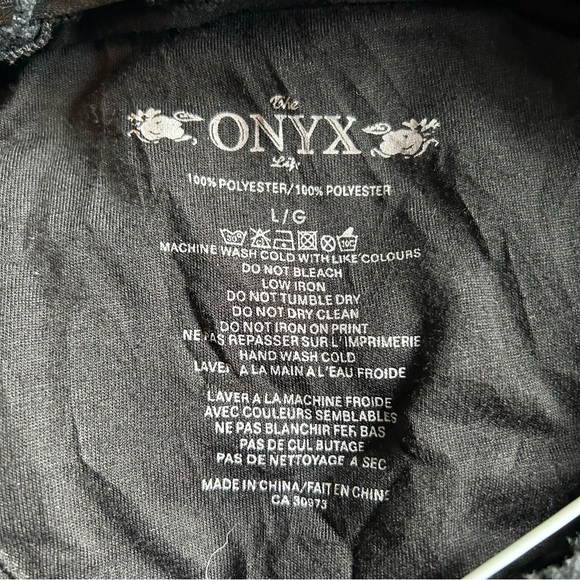 The
ONYX
Life
100% POLYESTER/100% POLYESTER
L/G
MACHINE WASH COLD WITH LIKE COLOURS
DO NOT BLEACH
LOW IRON
DO NOT TUMBLE DRY
DO NOT DRY CLEAN
DO NOT IRON ON PRINT
NE PAS REPASSER SUR L'IMPRIMERIE
HAND WASH COLD
LAVER A LA MAIN A L'EAU FROIDE
LAVER A LA MACHINE FROIDE
AVEC COULEURS SEMBLABLES
NE PAS BLANCHIR FER BAS
PAS DE CULBUTAGE
PAS DE NETTOYAGE A SEC
MADE IN CHINA/FAIT EN CHINE
CA 30973